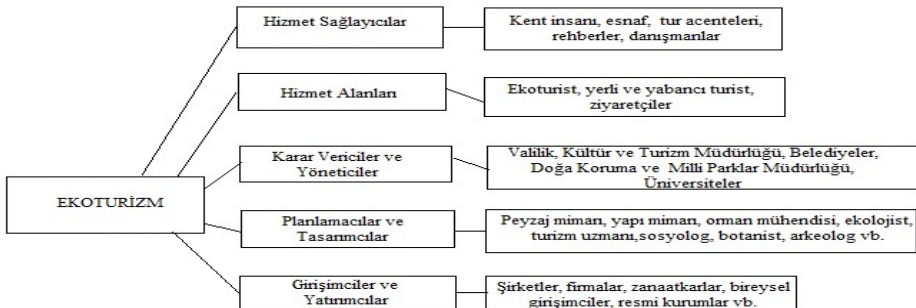 Hizmet Sağlayıcılar
Kent insanı, esnaf, tur acenteleri,
rehberler, danışmanlar
Hizmet Alanları
Ekoturist, yerli ve yabancı turist,
ziyaretçiler
Karar Vericiler ve
Yöneticiler
Valilik, Kültür ve Turizm Müdürlüğü, Belediyeler,
Doğa Koruma ve Milli Parklar Müdürlüğü,
Üniversiteler
EKOTURİZM
Planlamacılar ve
Tasarımcılar
Peyzaj mimarı, yapı mimarı, orman mühendisi, ekolojist,
turizm uzmanı,sosyolog, botanist, arkeolog vb.
Girişimciler ve
Yatırımcılar
Şirketler, firmalar, zanaatkarlar, bireysel
girişimciler, resmi kurumlar vb.